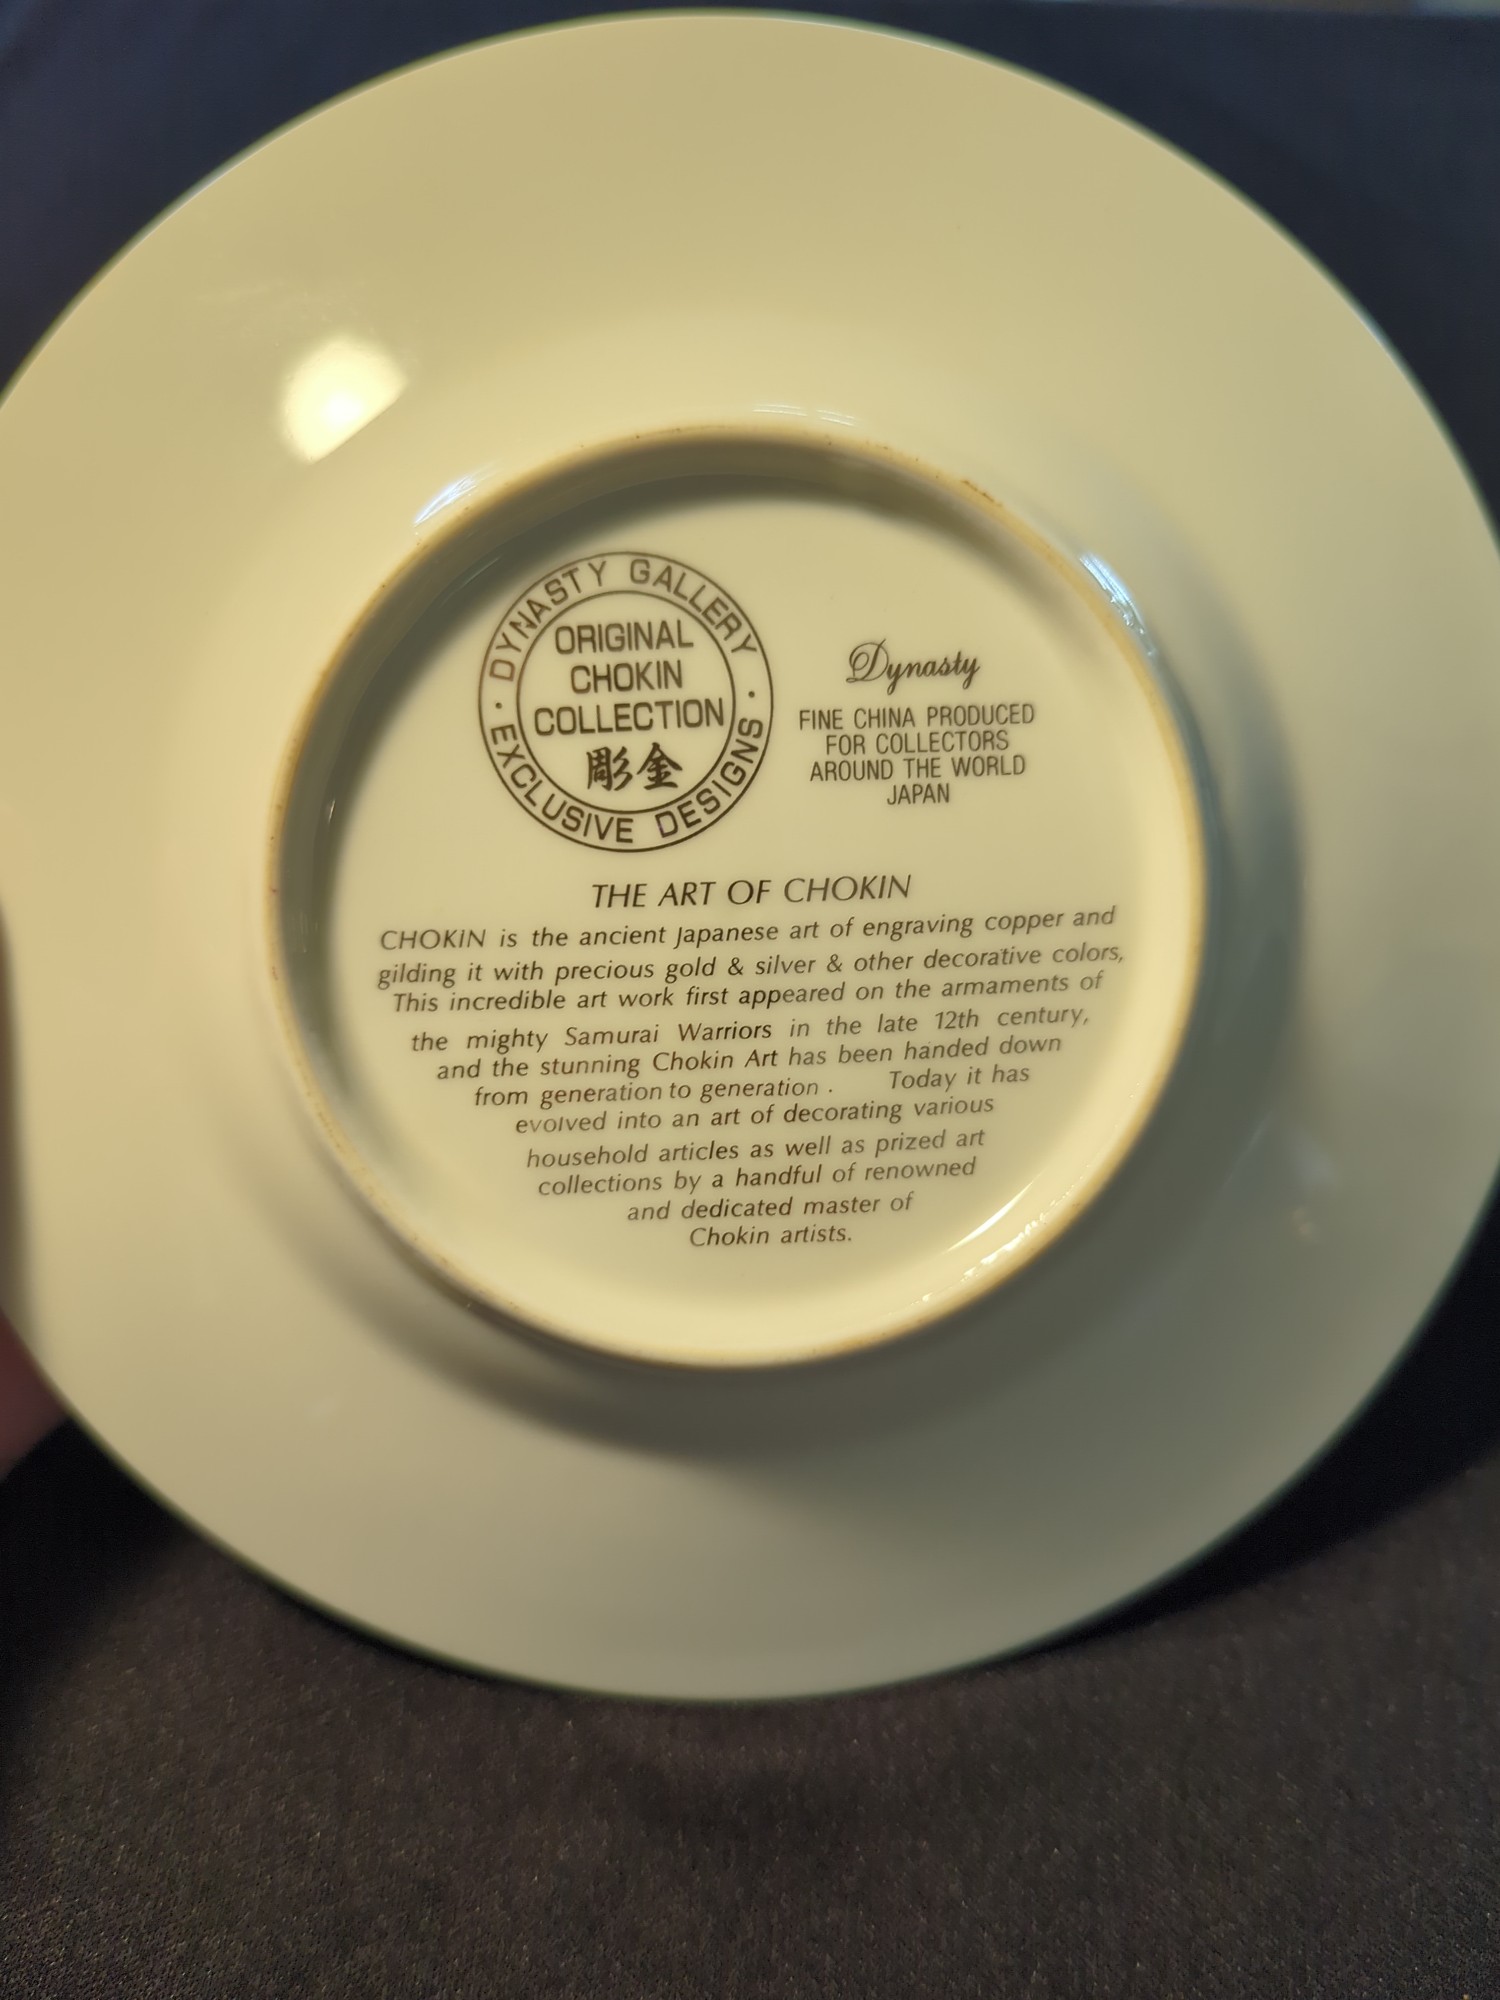 DYNASTY GALLERY
ORIGINAL
CHOKIN
COLLECTION
彫金
· EXCLUSIVE DESIGNS ·
Dynasty
FINE CHINA PRODUCED
FOR COLLECTORS
AROUND THE WORLD
JAPAN
THE ART OF CHOKIN
CHOKIN is the ancient Japanese art of engraving copper and
gilding it with precious gold & silver & other decorative colors,
This incredible art work first appeared on the armaments of
the mighty Samurai Warriors in the late 12th century,
and the stunning Chokin Art has been handed down
from generation to generation . Today it has
evolved into an art of decorating various
household articles as well as prized art
collections by a handful of renowned
and dedicated master of
Chokin artists.